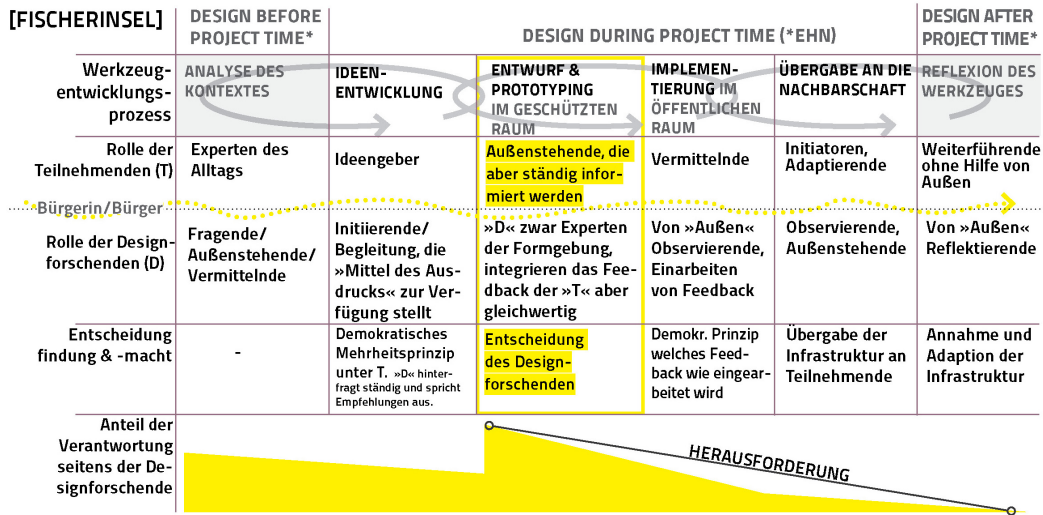 [FISCHERINSEL]
DESIGN BEFORE
PROJECT TIME*
DESIGN DURING PROJECT TIME (*EHN)
DESIGN AFTER
PROJECT TIME*
Werkzeug-
entwicklungs-
prozess
ANALYSE DES
KONTEXTES
IDEEN-
ENTWICKLUNG
ENTWURF &
PROTOTYPING
IM GESCHÜTZTEN
RAUM
IMPLEMEN-
TIERUNG IM
ÖFFENTLICHEN
RAUM
ÜBERGABE AN DIE
NACHBARSCHAFT
REFLEXION DES
WERKZEUGES
Rolle der
Teilnehmenden (T)
Experten des
Alltags
Ideengeber
Außenstehende, die
aber ständig infor-
miert werden
Vermittelnde
Initiatoren,
Adaptierende
Weiterführende
ohne Hilfe von
Außen
Bürgerin/Bürger
Rolle der Design-
forschenden (D)
Fragende/
Außenstehende/
Vermittelnde
Initiierende/
Begleitung, die
»Mittel des Aus-
drucks« zur Ver-
fügung stellt
»D« zwar Experten
der Formgebung,
integrieren das Fee-
dback der »T« aber
gleichwertig
Von »Außen«
Observierende,
Einarbeiten
von Feedback
Observierende,
Außenstehende
Von »Außen«
Reflektierende
Entscheidung
findung & -macht
-
Demokratisches
Mehrheitsprinzip
unter T. »D« hinter-
fragt ständig und spricht
Empfehlungen aus.
Entscheidung
des Design-
forschenden
Demokr. Prinzip
welches Feed-
back wie eingear-
beitet wird
Übergabe der
Infrastruktur an
Teilnehmende
Annahme und
Adaption der
Infrastruktur
Anteil der
Verantwortung
seitens der De-
signforschende
HERAUSFORDERUNG